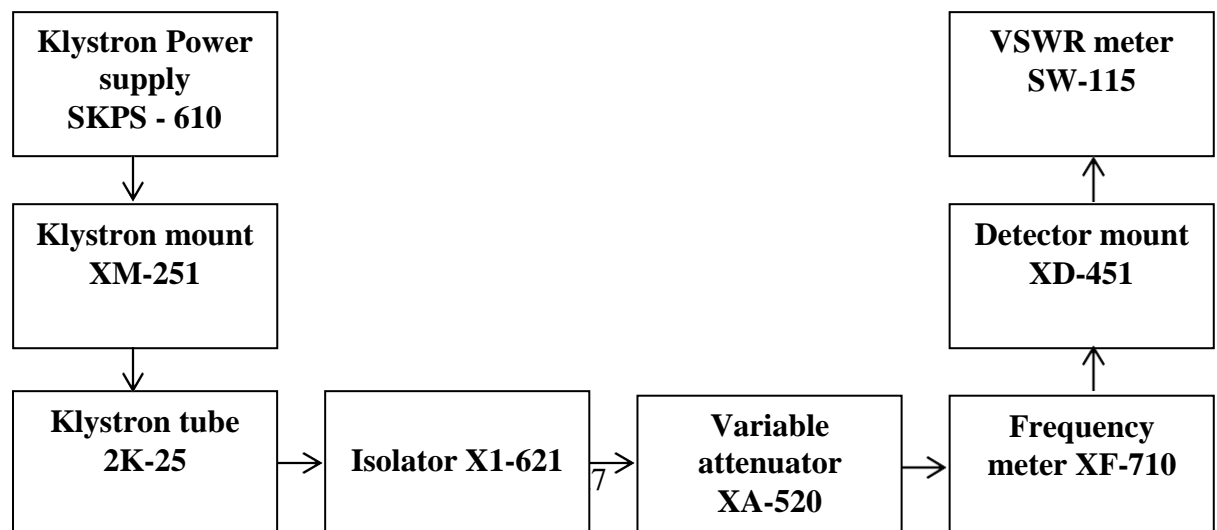 Klystron Power
supply
SKPS - 610
VSWR meter
SW-115
Klystron mount
XM-251
Detector mount
XD-451
Klystron tube
2K-25
Isolator X1-621
7
Variable
attenuator
XA-520
Frequency
meter XF-710